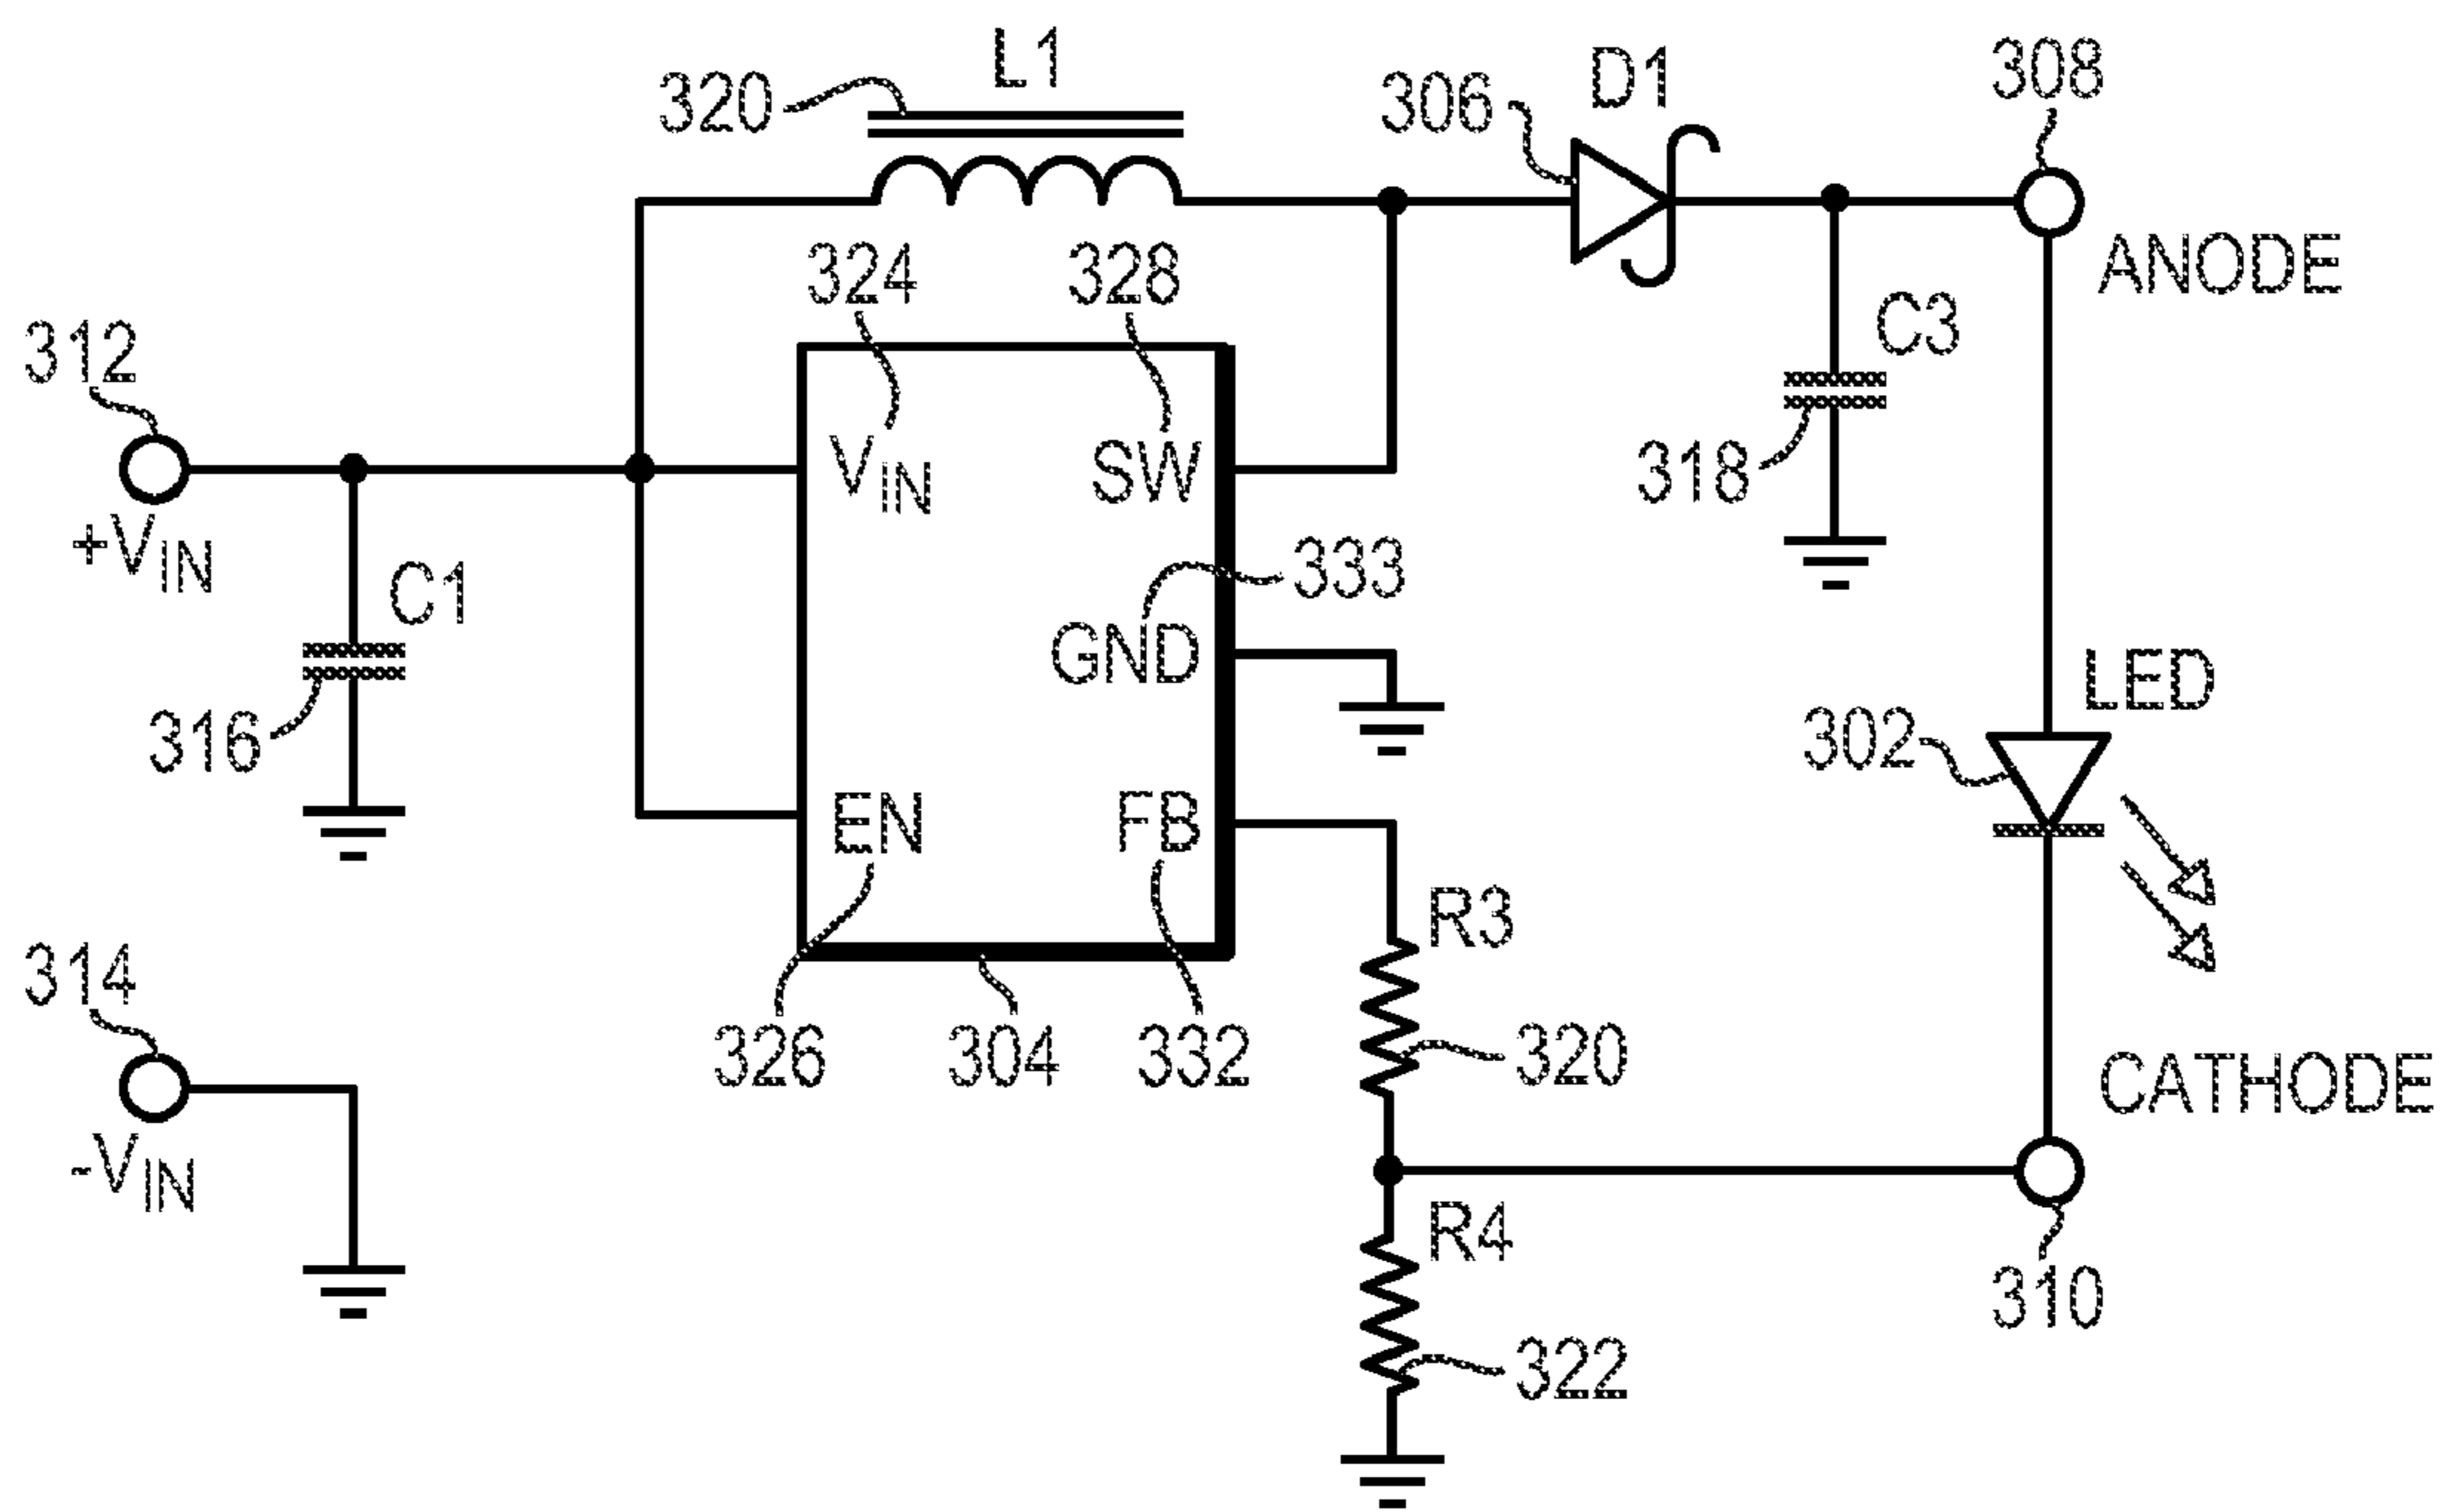 L1
320
306
D1
308
324
328
ANODE
312
C3
VIN
SW
318
+VIN
333
C1
GND
LED
316
302
EN
FB
R3
314
326
304
332
320
CATHODE
-VIN
R4
310
322